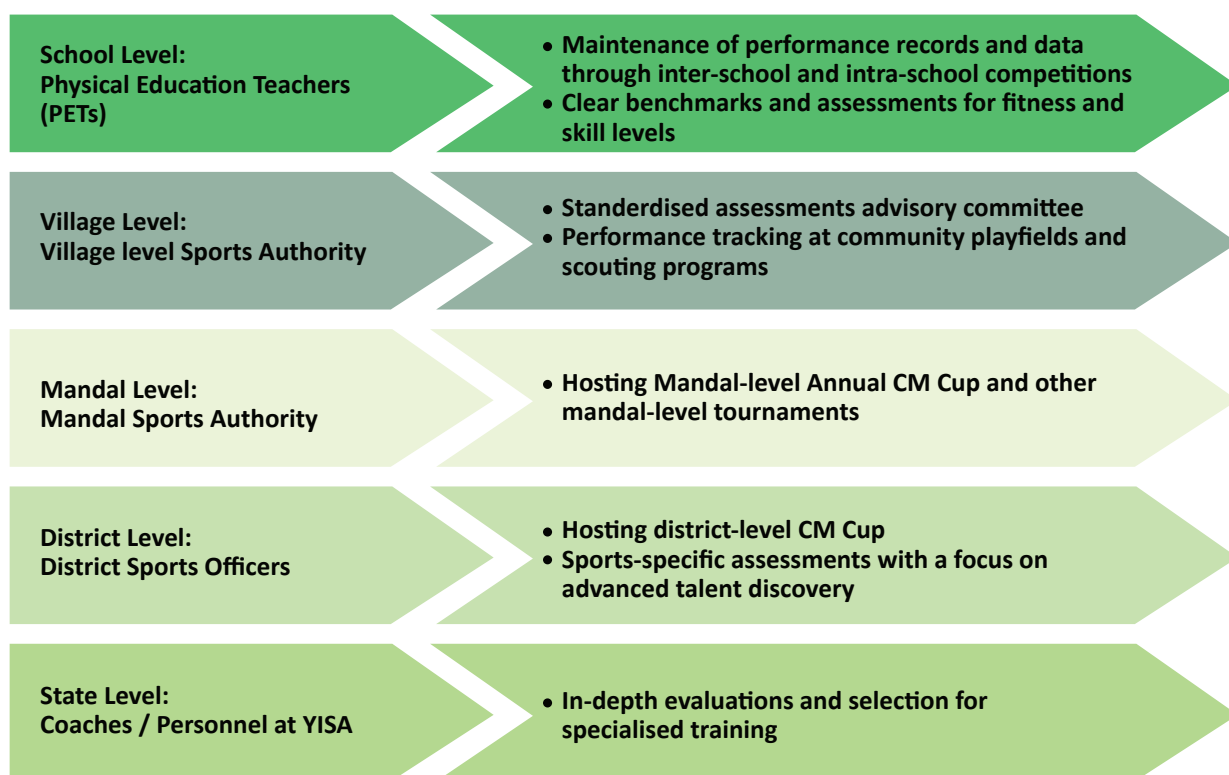 School Level:
Physical Education Teachers
(PETs)
• Maintenance of performance records and data
through inter-school and intra-school competitions
• Clear benchmarks and assessments for fitness and
skill levels
Village Level:
Village level Sports Authority
• Standerdised assessments advisory committee
• Performance tracking at community playfields and
scouting programs
Mandal Level:
Mandal Sports Authority
• Hosting Mandal-level Annual CM Cup and other
mandal-level tournaments
District Level:
District Sports Officers
• Hosting district-level CM Cup
• Sports-specific assessments with a focus on
advanced talent discovery
State Level:
Coaches / Personnel at YISA
• In-depth evaluations and selection for
specialised training